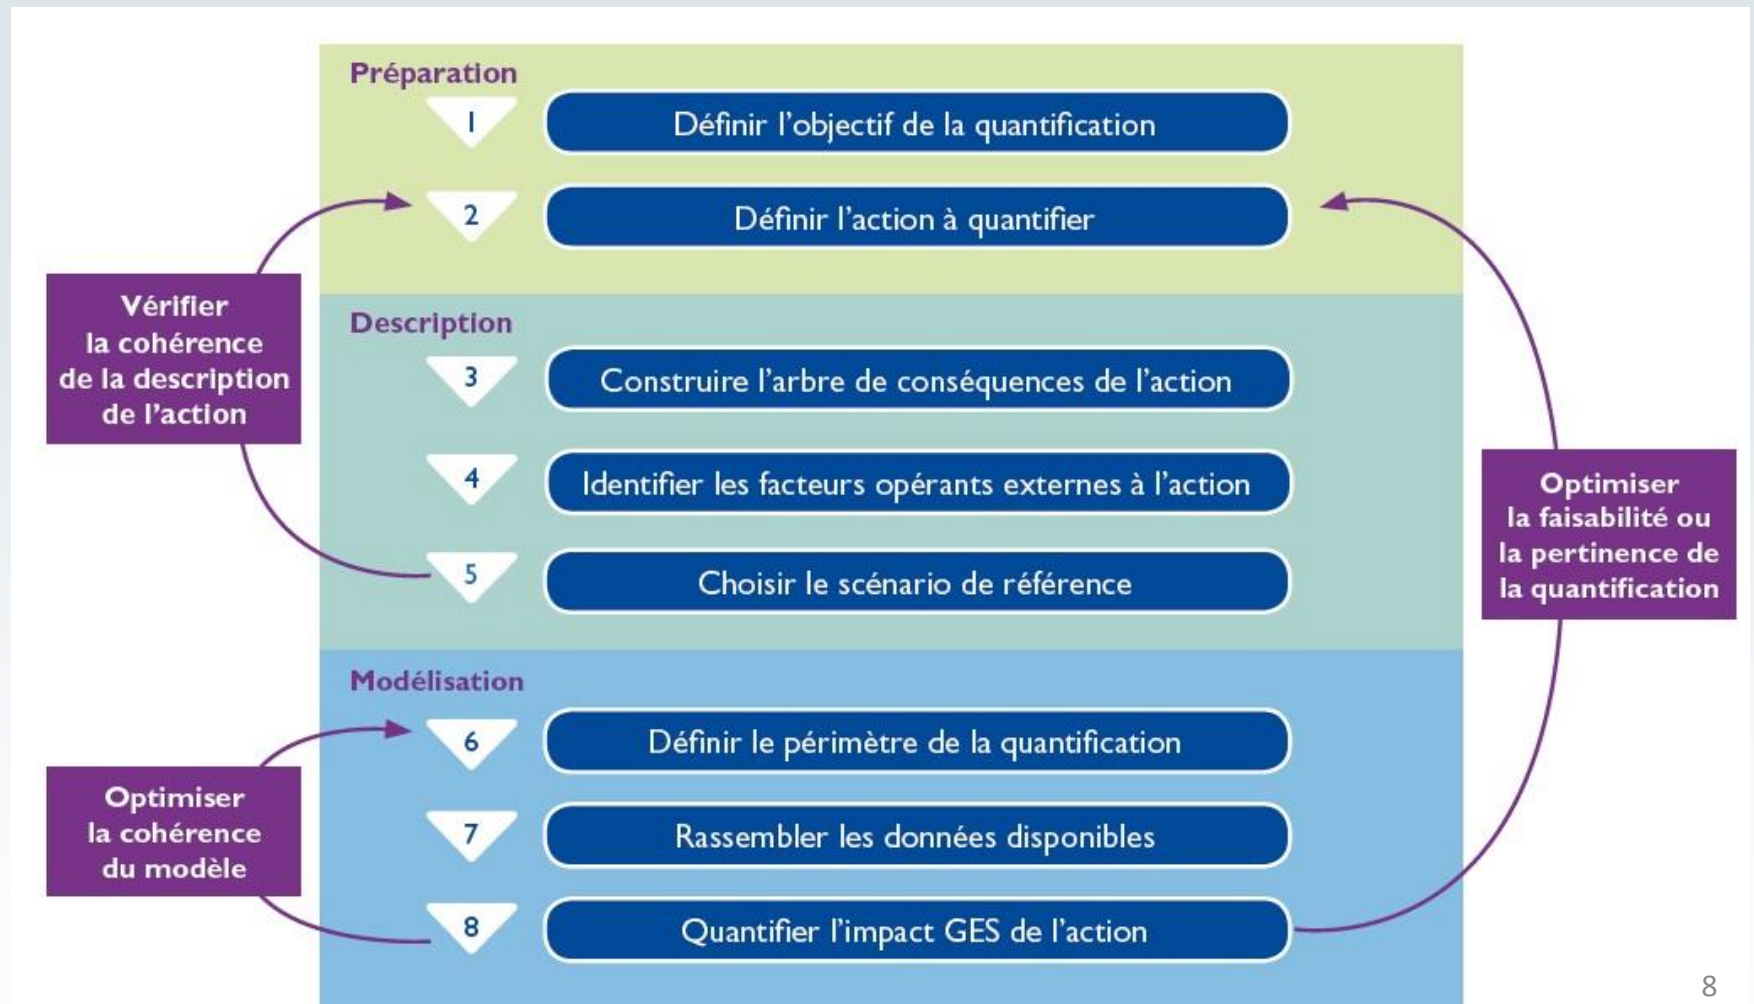 Préparation
1
Définir l’objectif de la quantification
2
Définir l’action à quantifier
Vérifier
la cohérence
de la description
de l’action
Description
3
Construire l’arbre de conséquences de l’action
4
Identifier les facteurs opérants externes à l’action
5
Choisir le scénario de référence
Optimiser
la faisabilité ou
la pertinence de
la quantification
Modélisation
6
Définir le périmètre de la quantification
Optimiser
la cohérence
du modèle
7
Rassembler les données disponibles
8
Quantifier l’impact GES de l’action
8